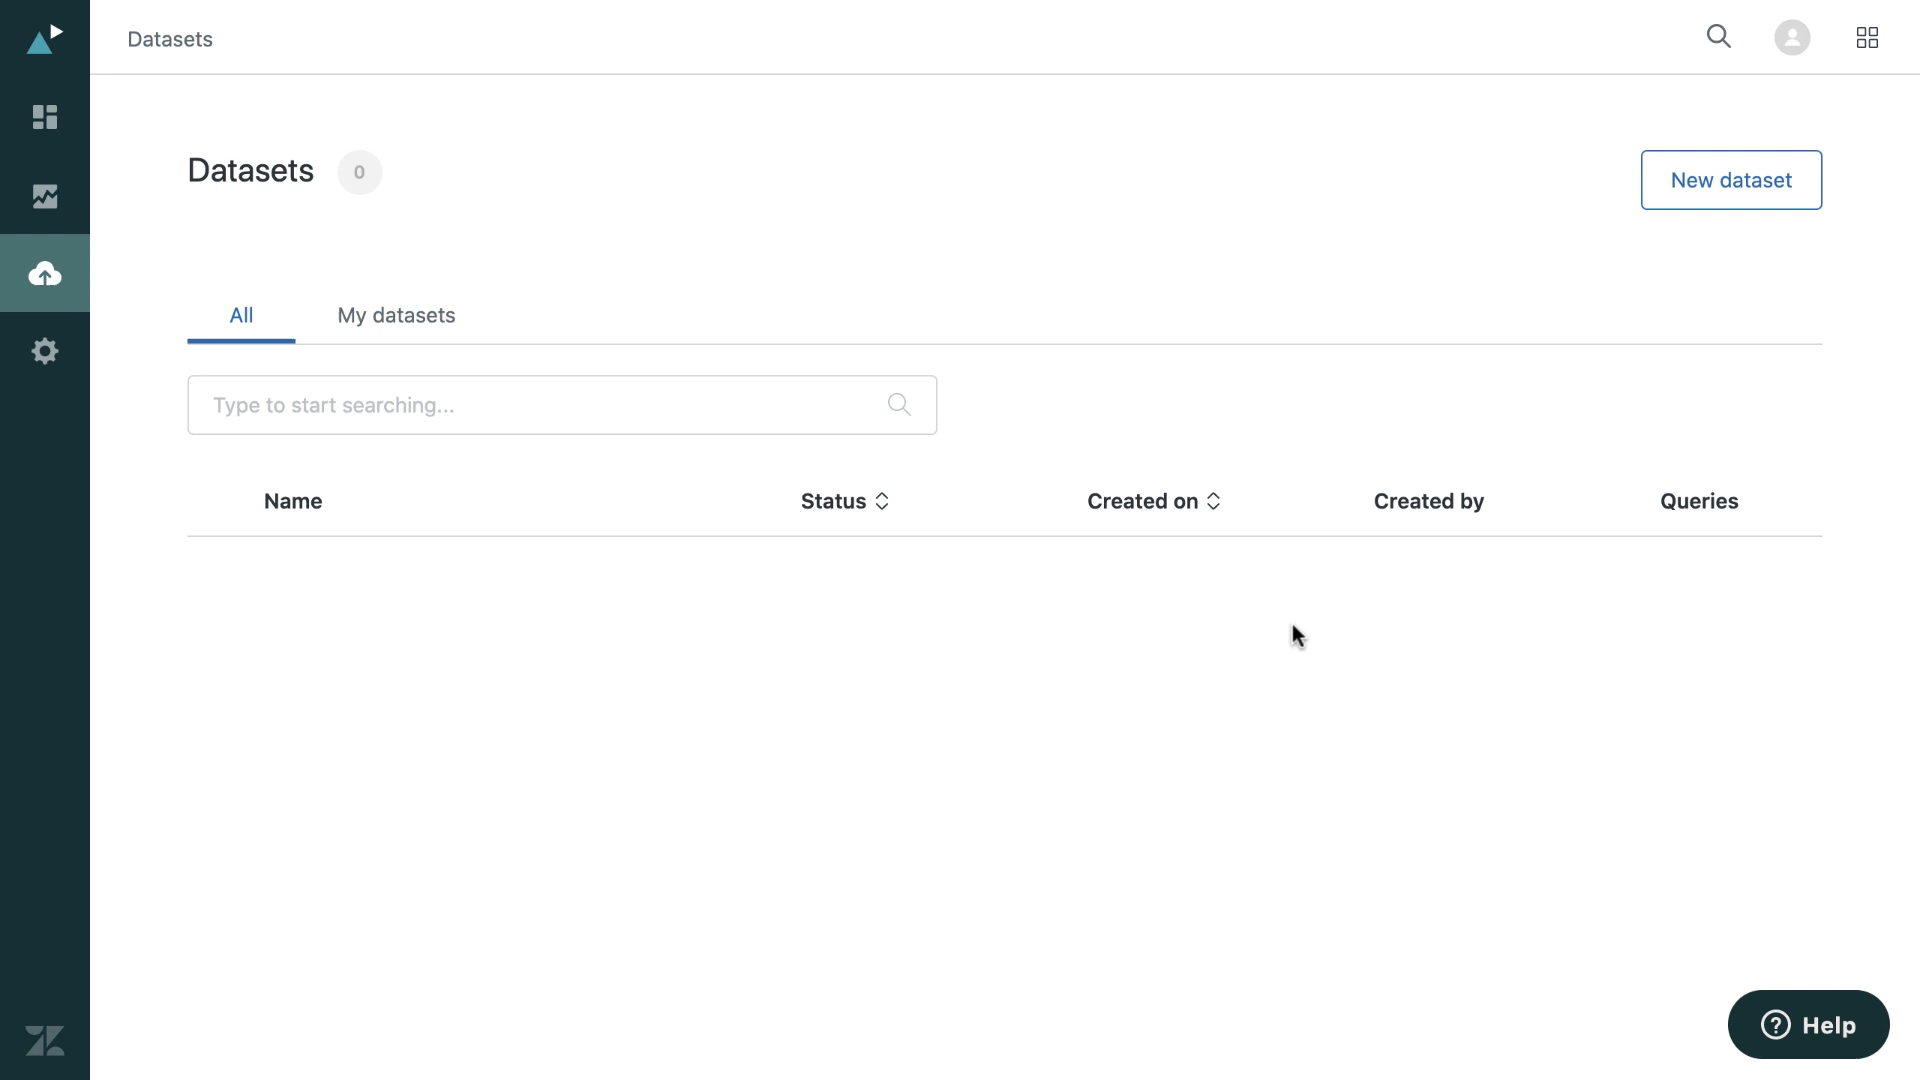 Datasets
Datasets 0
New dataset
All My datasets
Type to start searching...
Name Status Created on Created by Queries
Help